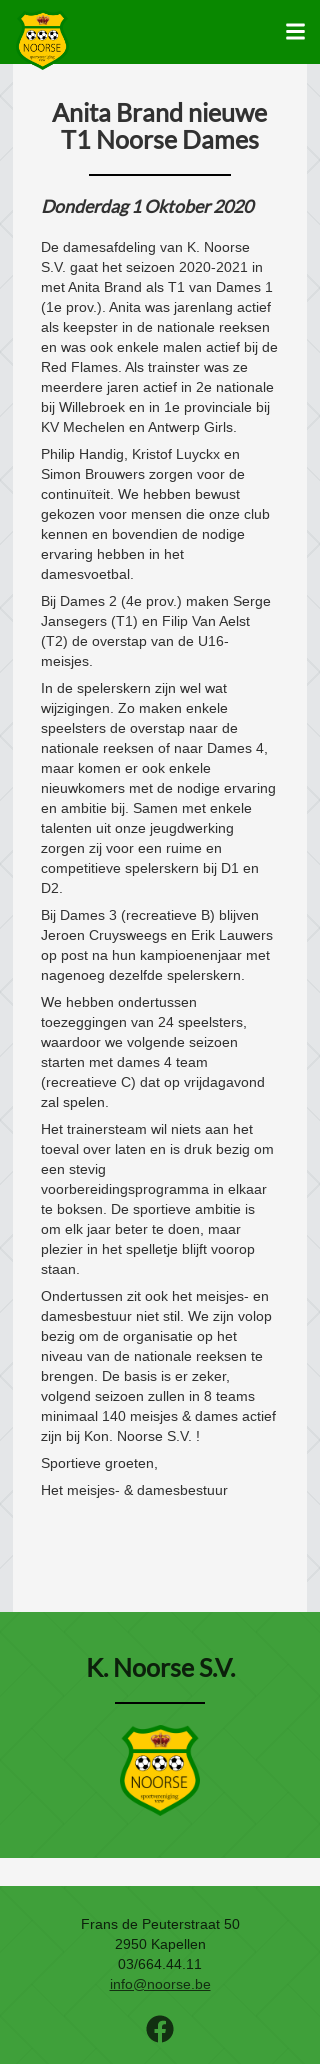 NOORSE
sportvereniging
vzw
Anita Brand nieuwe
T1 Noorse Dames
Donderdag 1 Oktober 2020
De damesafdeling van K. Noorse
S.V. gaat het seizoen 2020-2021 in
met Anita Brand als T1 van Dames 1
(1e prov.). Anita was jarenlang actief
als keepster in de nationale reeksen
en was ook enkele malen actief bij de
Red Flames. Als trainster was ze
meerdere jaren actief in 2e nationale
bij Willebroek en in 1e provinciale bij
KV Mechelen en Antwerp Girls.
Philip Handig, Kristof Luyckx en
Simon Brouwers zorgen voor de
continuïteit. We hebben bewust
gekozen voor mensen die onze club
kennen en bovendien de nodige
ervaring hebben in het
damesvoetbal.
Bij Dames 2 (4e prov.) maken Serge
Jansegers (T1) en Filip Van Aelst
(T2) de overstap van de U16-
meisjes.
In de spelerskern zijn wel wat
wijzigingen. Zo maken enkele
speelsters de overstap naar de
nationale reeksen of naar Dames 4,
maar komen er ook enkele
nieuwkomers met de nodige ervaring
en ambitie bij. Samen met enkele
talenten uit onze jeugdwerking
zorgen zij voor een ruime en
competitieve spelerskern bij D1 en
D2.
Bij Dames 3 (recreatieve B) blijven
Jeroen Cruysweegs en Erik Lauwers
op post na hun kampioenenjaar met
nagenoeg dezelfde spelerskern.
We hebben ondertussen
toezeggingen van 24 speelsters,
waardoor we volgende seizoen
starten met dames 4 team
(recreatieve C) dat op vrijdagavond
zal spelen.
Het trainersteam wil niets aan het
toeval over laten en is druk bezig om
een stevig
voorbereidingsprogramma in elkaar
te boksen. De sportieve ambitie is
om elk jaar beter te doen, maar
plezier in het spelletje blijft voorop
staan.
Ondertussen zit ook het meisjes- en
damesbestuur niet stil. We zijn volop
bezig om de organisatie op het
niveau van de nationale reeksen te
brengen. De basis is er zeker,
volgend seizoen zullen in 8 teams
minimaal 140 meisjes & dames actief
zijn bij Kon. Noorse S.V. !
Sportieve groeten,
Het meisjes- & damesbestuur
K. Noorse S.V.
NOORSE
sportvereniging
vzw
Frans de Peuterstraat 50
2950 Kapellen
03/664.44.11
info@noorse.be